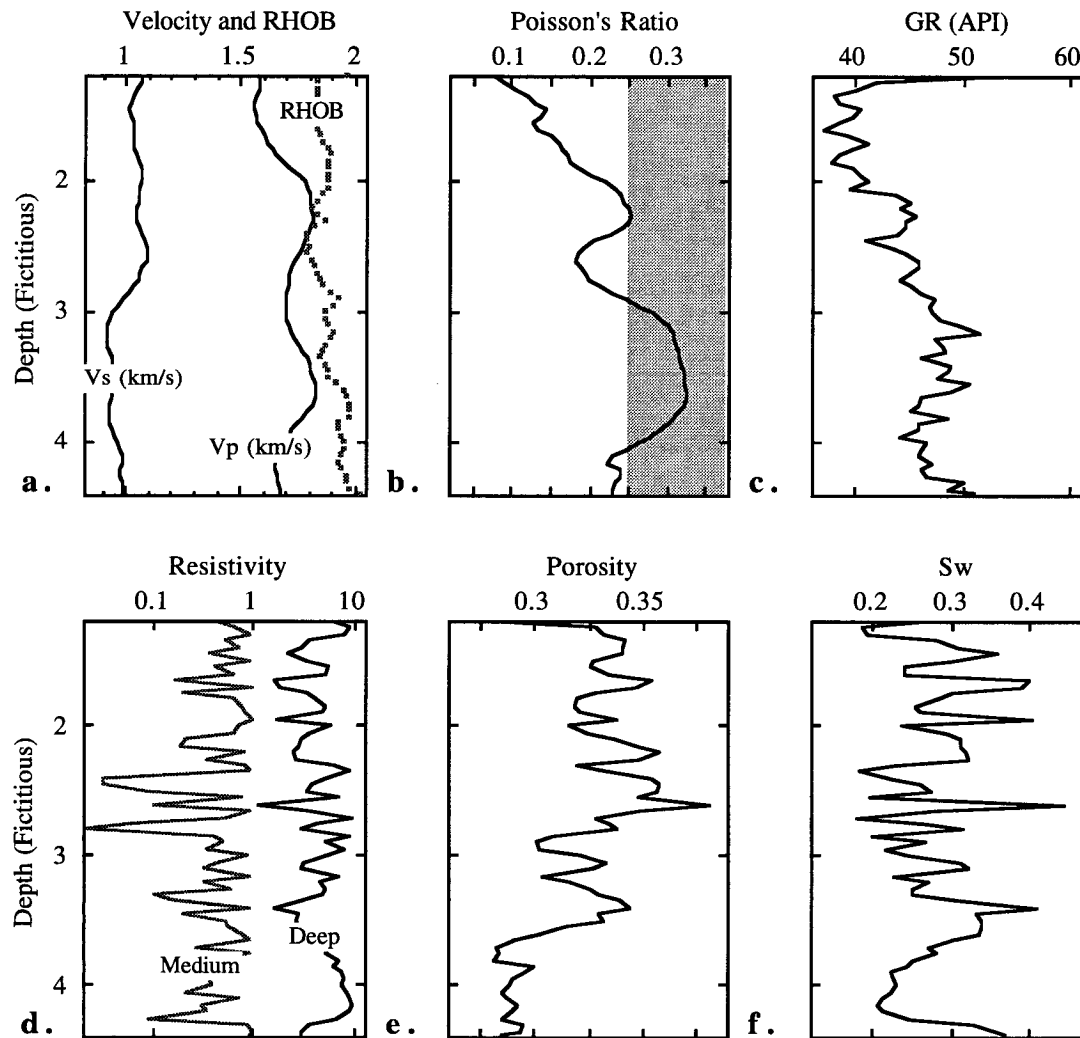 Velocity and RHOB
Poisson's Ratio
GR (API)
1 1.5 2
0.1 0.2 0.3
40 50 60
RHOB
Depth (Fictitious)
2
3
4
Vs (km/s)
Vp (km/s)
a.
b.
c.
Resistivity
Porosity
Sw
0.1 1 10
0.3 0.35
0.2 0.3 0.4
Depth (Fictitious)
2
3
4
Deep
Medium
d.
e.
f.